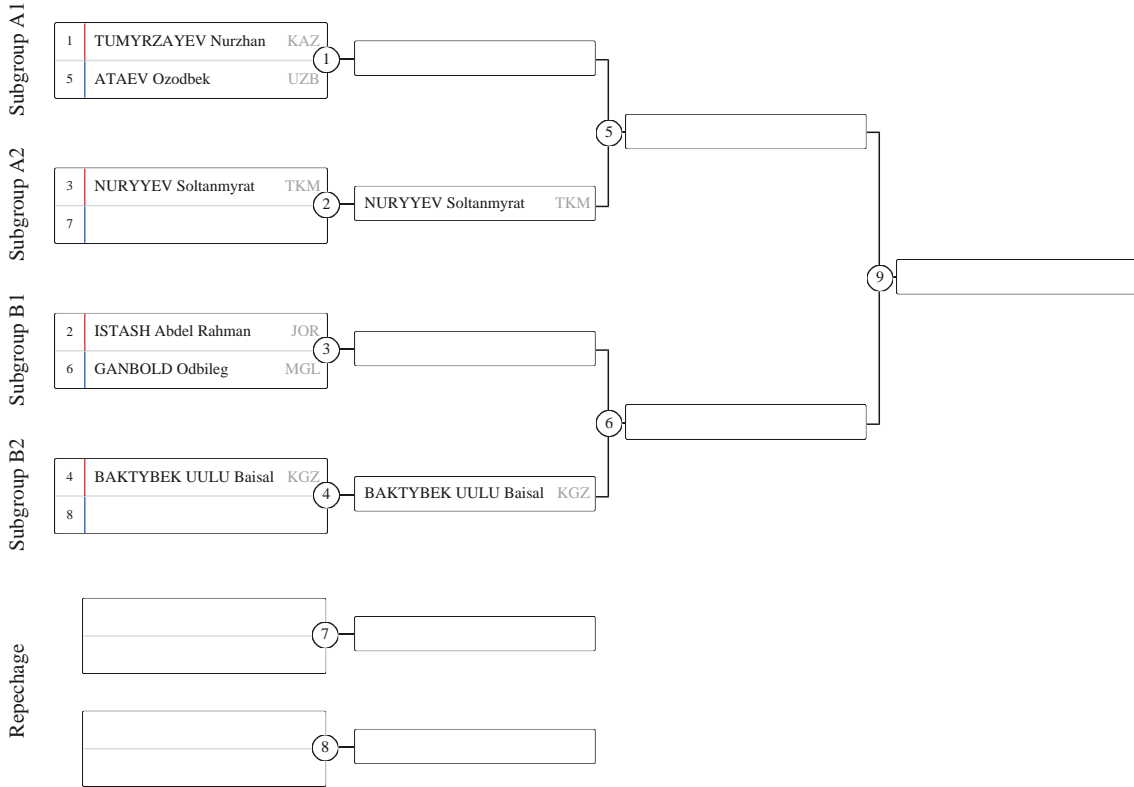 Subgroup A1
1 TUMYRZAYEV Nurzhan KAZ
5 ATAEV Ozodbek UZB
1
5
Subgroup A2
3 NURYYEV Soltanmyrat TKM
7
2
NURYYEV Soltanmyrat TKM
9
Subgroup B1
2 ISTASH Abdel Rahman JOR
6 GANBOLD Odbileg MGL
3
6
Subgroup B2
4 BAKTYBEK UULU Baisal KGZ
8
4
BAKTYBEK UULU Baisal KGZ
Repechage
7
8